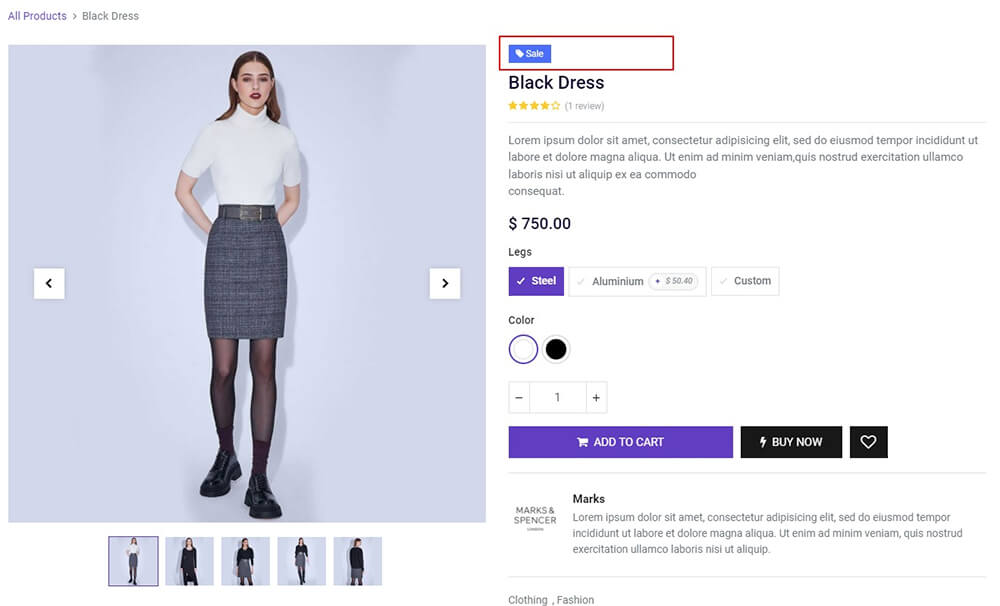 All Products > Black Dress
Sale
Black Dress
(1 review)
Lorem ipsum dolor sit amet, consectetur adipisicing elit, sed do eiusmod tempor incididunt ut
labore et dolore magna aliqua. Ut enim ad minim veniam,quis nostrud exercitation ullamco
laboris nisi ut aliquip ex ea commodo
consequat.
$ 750.00
Legs
Steel Aluminium + $ 50.40 Custom
Color
− 1 +
ADD TO CART BUY NOW
MARKS &
SPENCER
LONDON
Marks
Lorem ipsum dolor sit amet, consectetur adipisicing elit, sed do eiusmod tempor
incididunt ut labore et dolore magna aliqua. Ut enim ad minim veniam, quis nostrud
exercitation ullamco laboris nisi ut aliquip.
Clothing , Fashion